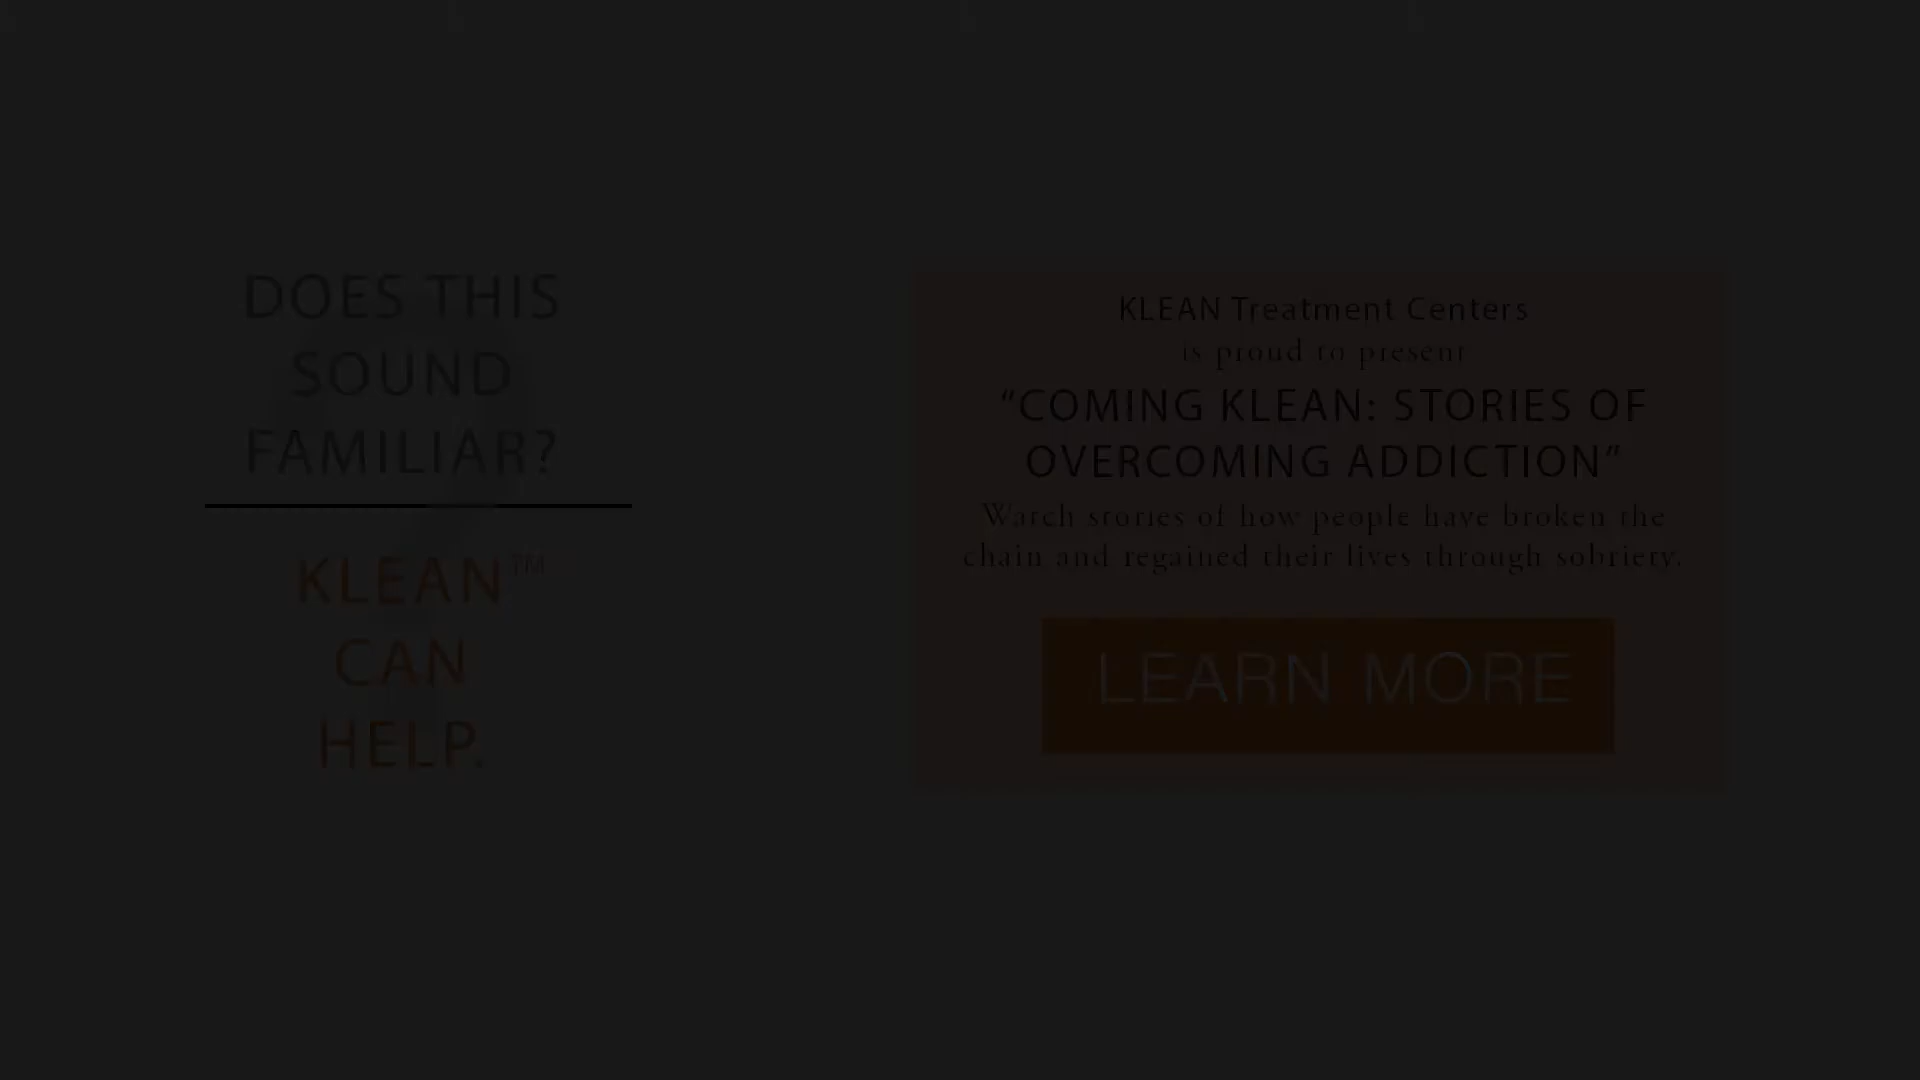 DOES THIS
SOUND
FAMILIAR?
KLEAN™
CAN
HELP.
KLEAN Treatment Centers
is proud to present
"COMING KLEAN: STORIES OF
OVERCOMING ADDICTION"
Watch stories of how people have broken the
chain and regained their lives through sobriety.
LEARN MORE